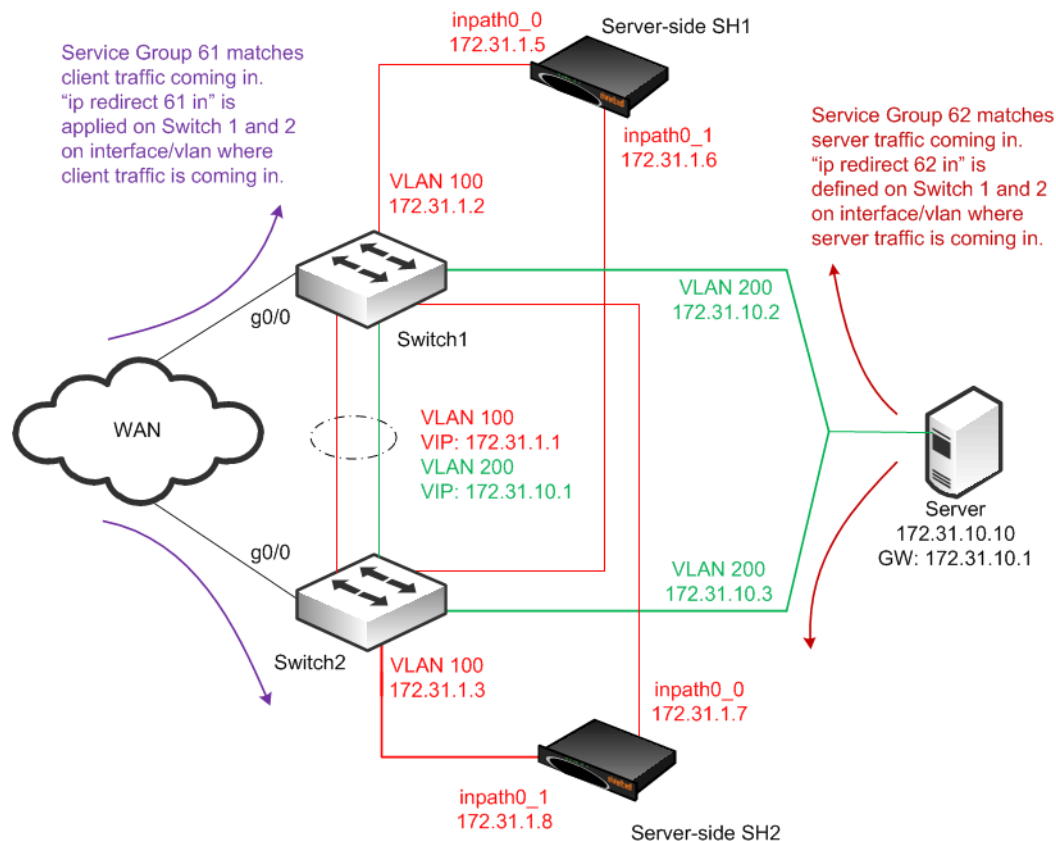 inpath0_0
172.31.1.5
Server-side SH1
Service Group 61 matches
client traffic coming in.
“ip redirect 61 in” is
applied on Switch 1 and 2
on interface/vlan where
client traffic is coming in.
Service Group 62 matches
server traffic coming in.
“ip redirect 62 in” is
defined on Switch 1 and 2
on interface/vlan where
server traffic is coming in.
inpath0_1
172.31.1.6
VLAN 100
172.31.1.2
VLAN 200
172.31.10.2
g0/0
Switch1
WAN
VLAN 100
VIP: 172.31.1.1
VLAN 200
VIP: 172.31.10.1
Server
172.31.10.10
GW: 172.31.10.1
g0/0
VLAN 200
172.31.10.3
Switch2
VLAN 100
172.31.1.3
inpath0_0
172.31.1.7
inpath0_1
172.31.1.8
Server-side SH2